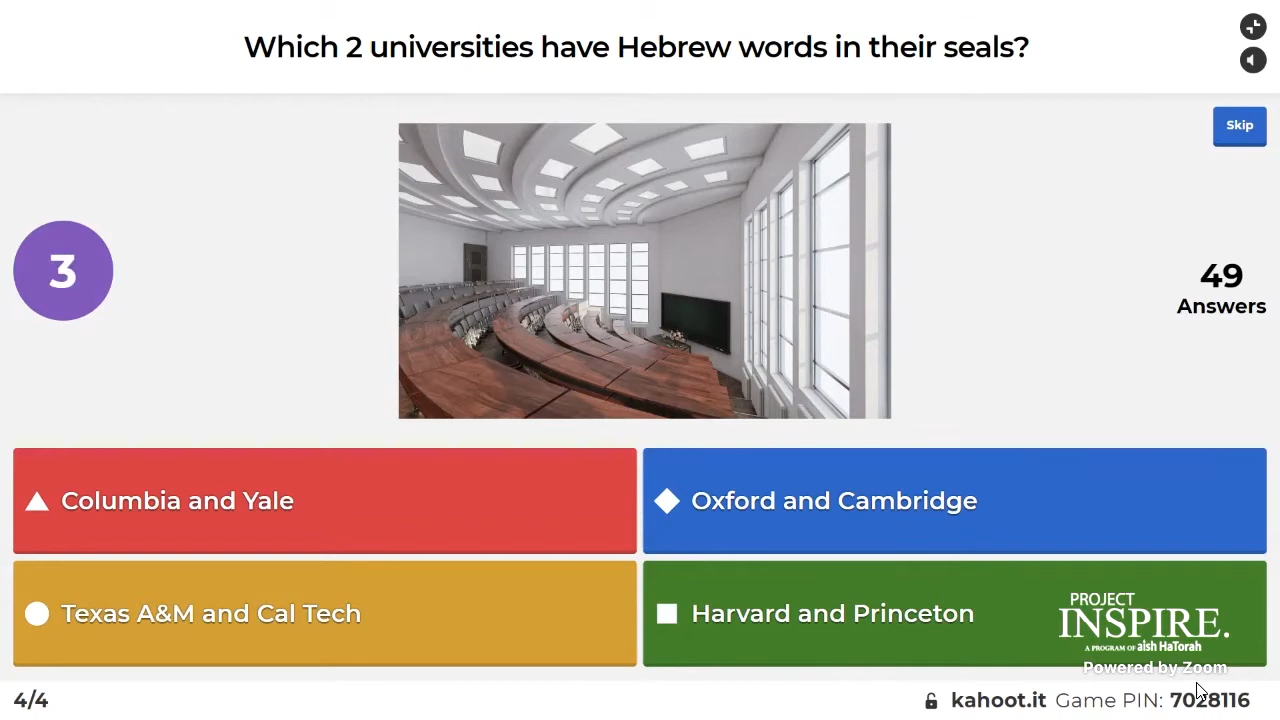 Which 2 universities have Hebrew words in their seals?
Skip
3
49
Answers
Columbia and Yale
Oxford and Cambridge
Texas A&M and Cal Tech
Harvard and Princeton
PROJECT
INSPIRE.
A PROGRAM OF aish HaTorah
Powered by Zoom
4/4
kahoot.it Game PIN: 7028116